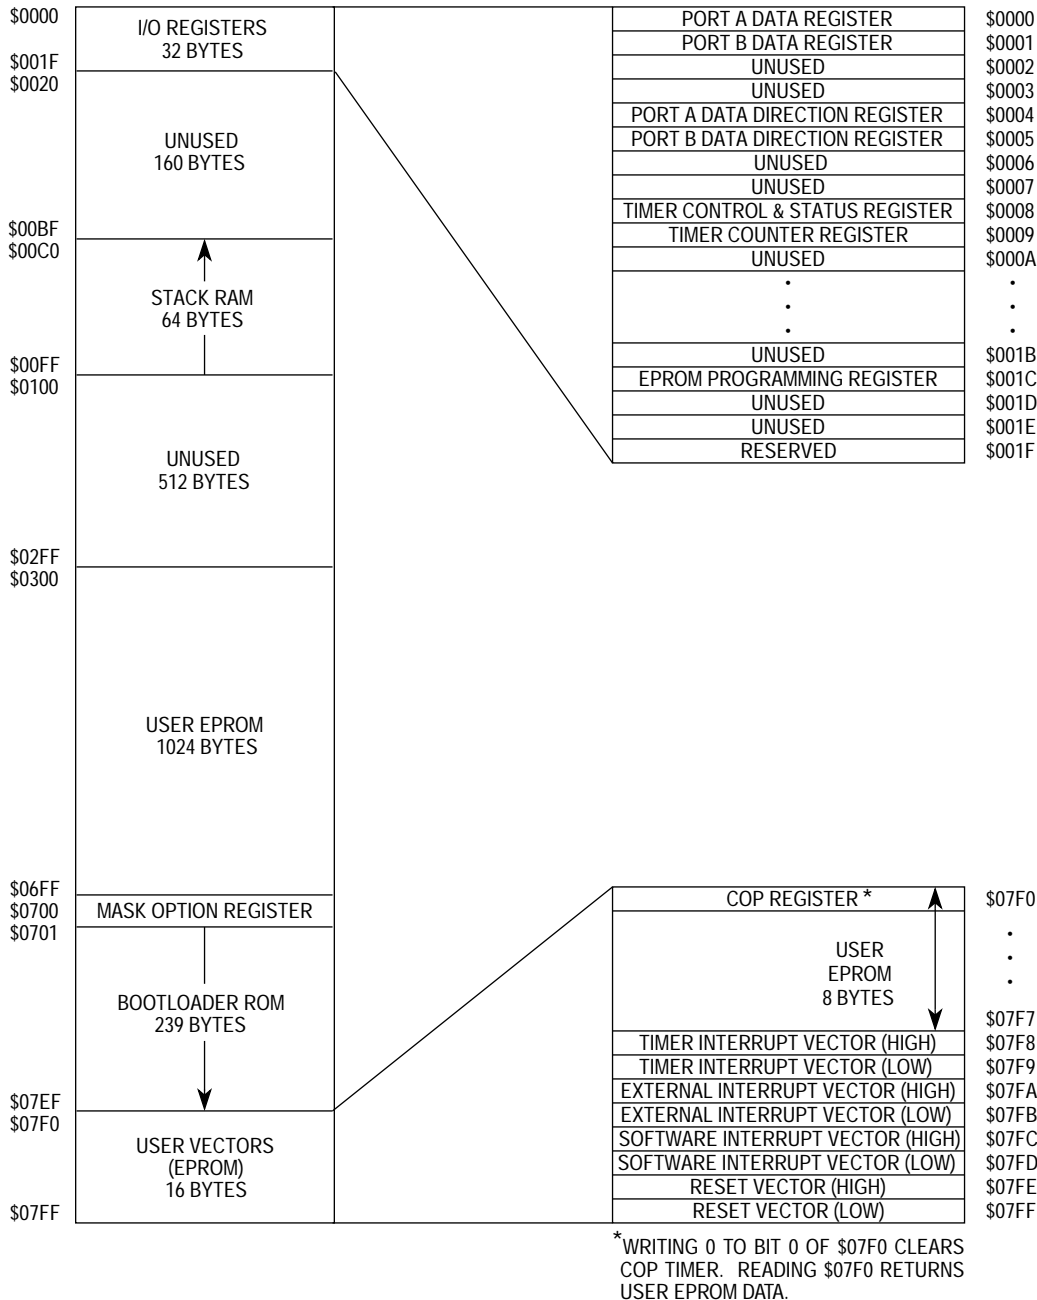 $0000
I/O REGISTERS
32 BYTES
$001F
$0020
UNUSED
160 BYTES
$00BF
$00C0
STACK RAM
64 BYTES
$00FF
$0100
UNUSED
512 BYTES
$02FF
$0300
USER EPROM
1024 BYTES
$06FF
$0700 MASK OPTION REGISTER
$0701
BOOTLOADER ROM
239 BYTES
$07EF
$07F0
USER VECTORS
(EPROM)
16 BYTES
$07FF
PORT A DATA REGISTER $0000
PORT B DATA REGISTER $0001
UNUSED $0002
UNUSED $0003
PORT A DATA DIRECTION REGISTER $0004
PORT B DATA DIRECTION REGISTER $0005
UNUSED $0006
UNUSED $0007
TIMER CONTROL & STATUS REGISTER $0008
TIMER COUNTER REGISTER $0009
UNUSED $000A
• •
• •
• •
UNUSED $001B
EPROM PROGRAMMING REGISTER $001C
UNUSED $001D
UNUSED $001E
RESERVED $001F
COP REGISTER * $07F0
•
USER
EPROM •
8 BYTES •
$07F7
TIMER INTERRUPT VECTOR (HIGH) $07F8
TIMER INTERRUPT VECTOR (LOW) $07F9
EXTERNAL INTERRUPT VECTOR (HIGH) $07FA
EXTERNAL INTERRUPT VECTOR (LOW) $07FB
SOFTWARE INTERRUPT VECTOR (HIGH) $07FC
SOFTWARE INTERRUPT VECTOR (LOW) $07FD
RESET VECTOR (HIGH) $07FE
RESET VECTOR (LOW) $07FF
*WRITING 0 TO BIT 0 OF $07F0 CLEARS
COP TIMER. READING $07F0 RETURNS
USER EPROM DATA.